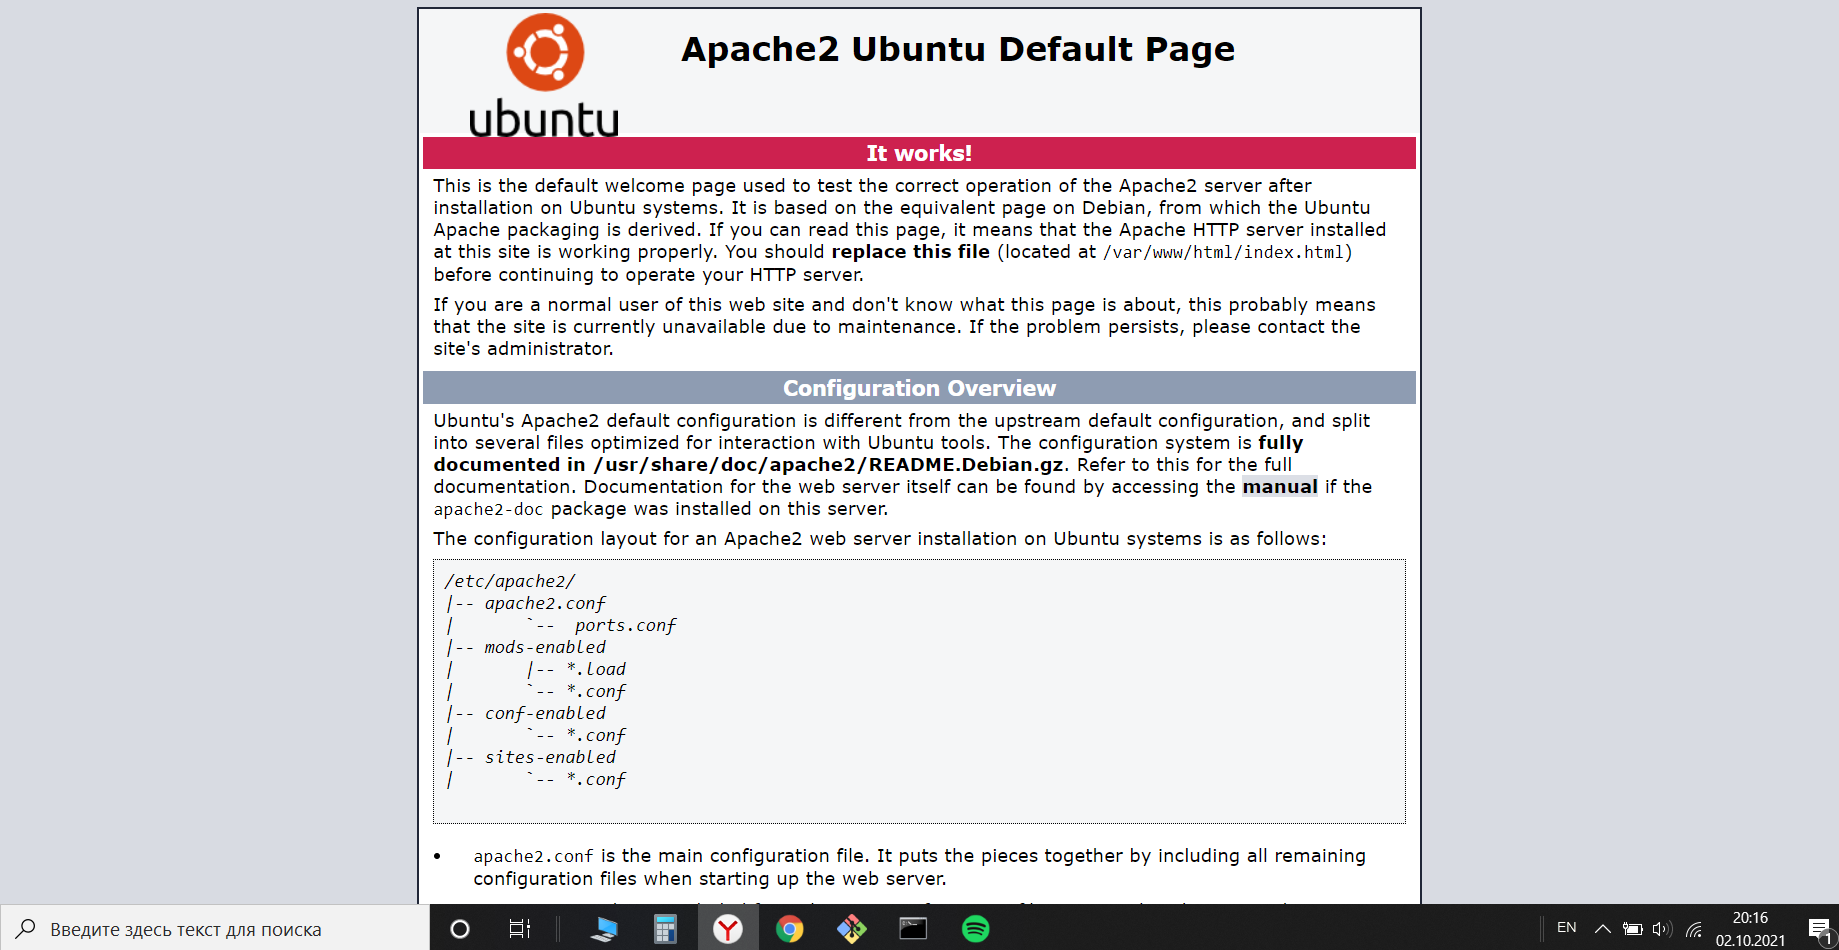 ubuntu
Apache2 Ubuntu Default Page
It works!
This is the default welcome page used to test the correct operation of the Apache2 server after
installation on Ubuntu systems. It is based on the equivalent page on Debian, from which the Ubuntu
Apache packaging is derived. If you can read this page, it means that the Apache HTTP server installed
at this site is working properly. You should replace this file (located at /var/www/html/index.html)
before continuing to operate your HTTP server.
If you are a normal user of this web site and don't know what this page is about, this probably means
that the site is currently unavailable due to maintenance. If the problem persists, please contact the
site's administrator.
Configuration Overview
Ubuntu's Apache2 default configuration is different from the upstream default configuration, and split
into several files optimized for interaction with Ubuntu tools. The configuration system is fully
documented in /usr/share/doc/apache2/README.Debian.gz. Refer to this for the full
documentation. Documentation for the web server itself can be found by accessing the manual if the
apache2-doc package was installed on this server.
The configuration layout for an Apache2 web server installation on Ubuntu systems is as follows:
/etc/apache2/
|-- apache2.conf
|       `--  ports.conf
|-- mods-enabled
|       |-- *.load
|       `-- *.conf
|-- conf-enabled
|       `-- *.conf
|-- sites-enabled
|       `-- *.conf
• apache2.conf is the main configuration file. It puts the pieces together by including all remaining
configuration files when starting up the web server.
Введите здесь текст для поиска
EN
20:16
02.10.2021
1